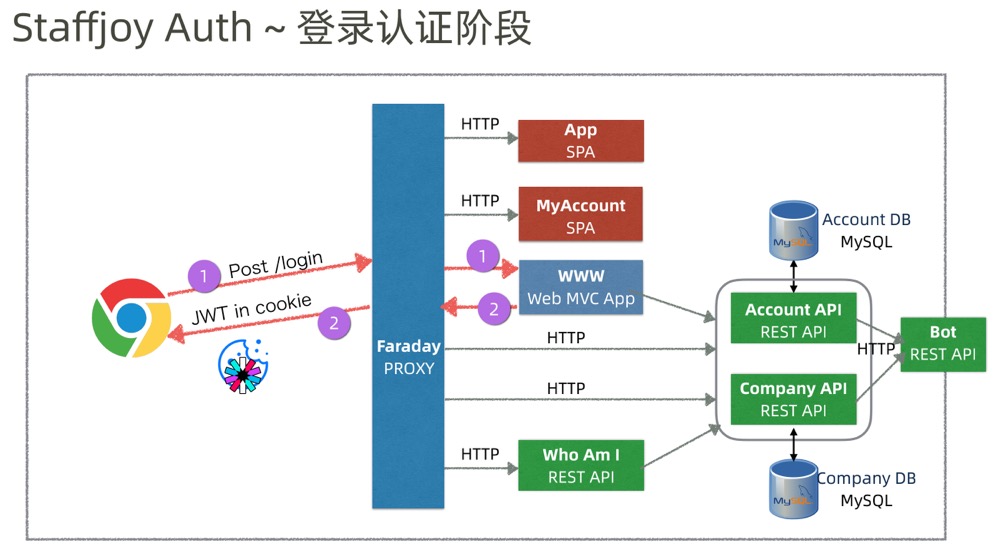 Staffjoy Auth ~ 登录认证阶段
HTTP
App
SPA
HTTP
MyAccount
SPA
Account DB
MySQL
MySQL
1
Post /login
1
WWW
Web MVC App
JWT in cookie
2
2
Account API
REST API
Faraday
PROXY
HTTP
HTTP
Bot
REST API
HTTP
Company API
REST API
HTTP
Who Am I
REST API
Company DB
MySQL
MySQL